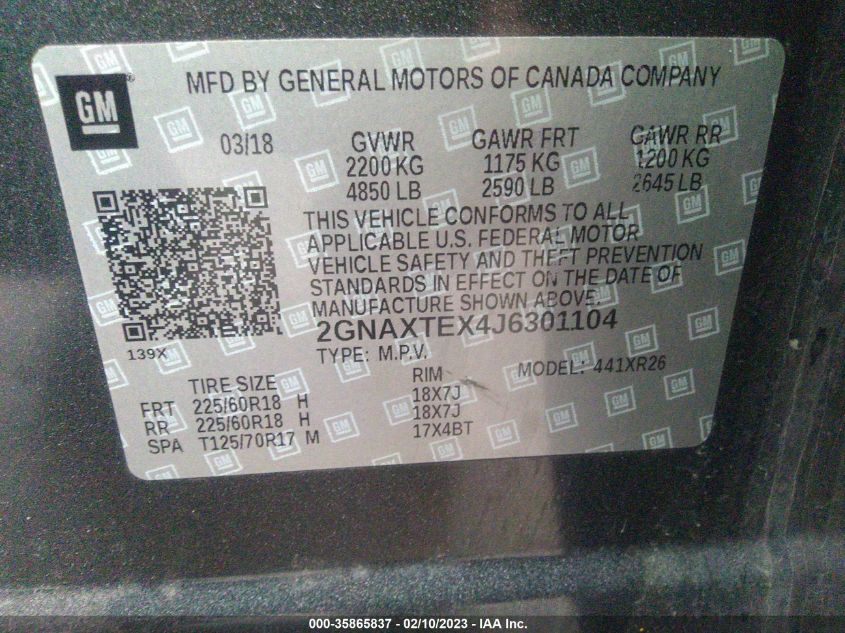 MFD BY GENERAL MOTORS OF CANADA COMPANY
GM
03/18 GVWR GAWR FRT GAWR RR
2200 KG 1175 KG 1200 KG
4850 LB 2590 LB 2645 LB
THIS VEHICLE CONFORMS TO ALL
APPLICABLE U.S. FEDERAL MOTOR
VEHICLE SAFETY AND THEFT PREVENTION
STANDARDS IN EFFECT ON THE DATE OF
MANUFACTURE SHOWN ABOVE.
2GNAXTEX4J6301104
139X TYPE: M.P.V. MODEL: 441XR26
TIRE SIZE RIM
FRT 225/60R18 H 18X7J
RR 225/60R18 H 18X7J
SPA T125/70R17 M 17X4BT
000-35865837 - 02/10/2023 - IAA Inc.